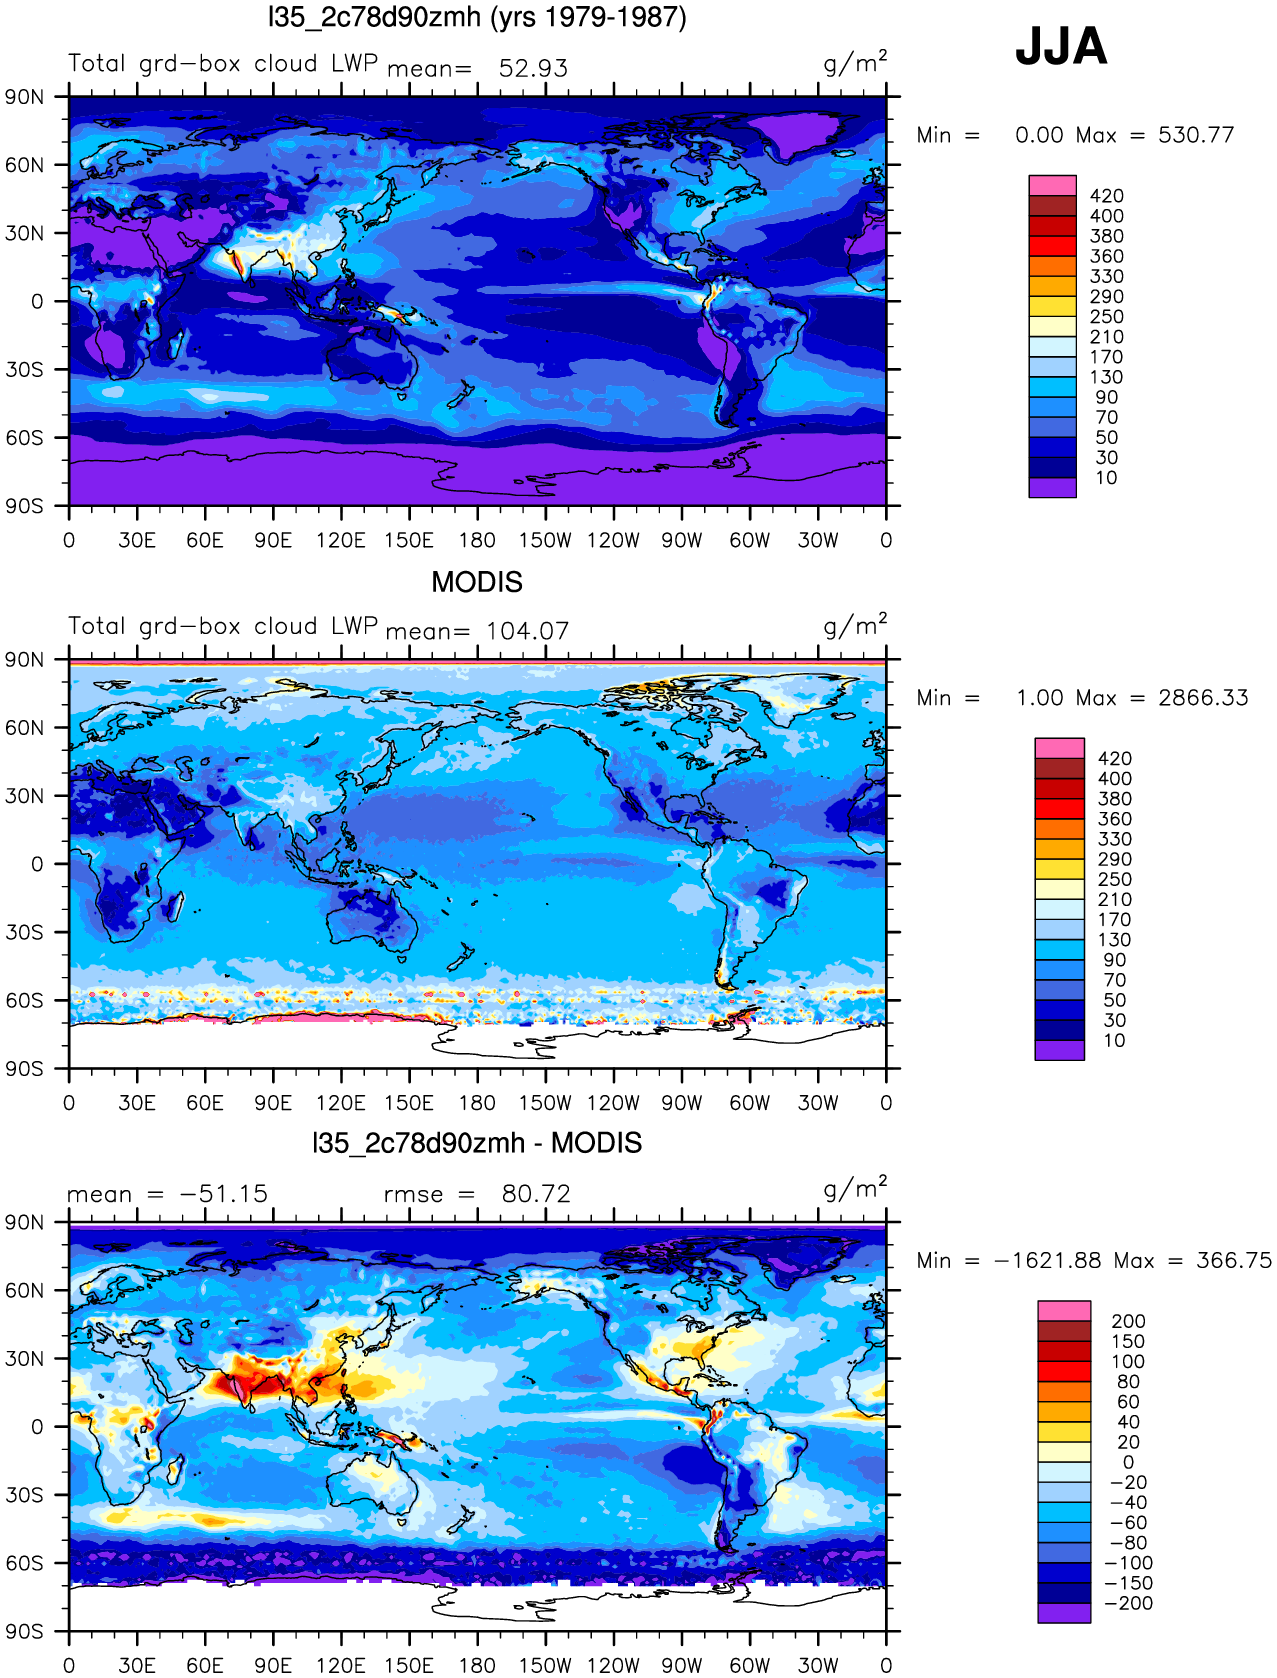 l35_2c78d90zmh (yrs 1979-1987)
JJA
Total grd-box cloud LWP mean= 52.93 g/m²
Min = 0.00 Max = 530.77
90N
60N
30N
0
30S
60S
90S
0 30E 60E 90E 120E 150E 180 150W 120W 90W 60W 30W 0
420
400
380
360
330
290
250
210
170
130
90
70
50
30
10
MODIS
Total grd-box cloud LWP mean= 104.07 g/m²
Min = 1.00 Max = 2866.33
90N
60N
30N
0
30S
60S
90S
0 30E 60E 90E 120E 150E 180 150W 120W 90W 60W 30W 0
420
400
380
360
330
290
250
210
170
130
90
70
50
30
10
l35_2c78d90zmh - MODIS
mean = -51.15 rmse = 80.72 g/m²
Min = -1621.88 Max = 366.75
90N
60N
30N
0
30S
60S
90S
0 30E 60E 90E 120E 150E 180 150W 120W 90W 60W 30W 0
200
150
100
80
60
40
20
0
-20
-40
-60
-80
-100
-150
-200